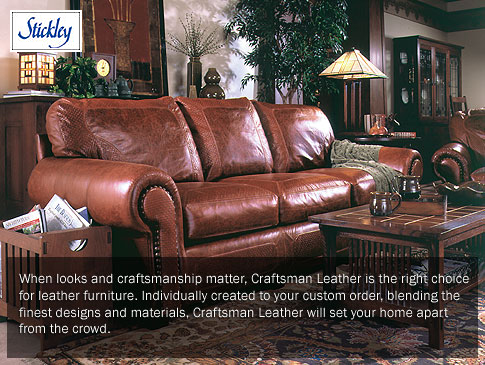 Stickley
When looks and craftsmanship matter, Craftsman Leather is the right choice
for leather furniture. Individually created to your custom order, blending the
finest designs and materials, Craftsman Leather will set your home apart
from the crowd.